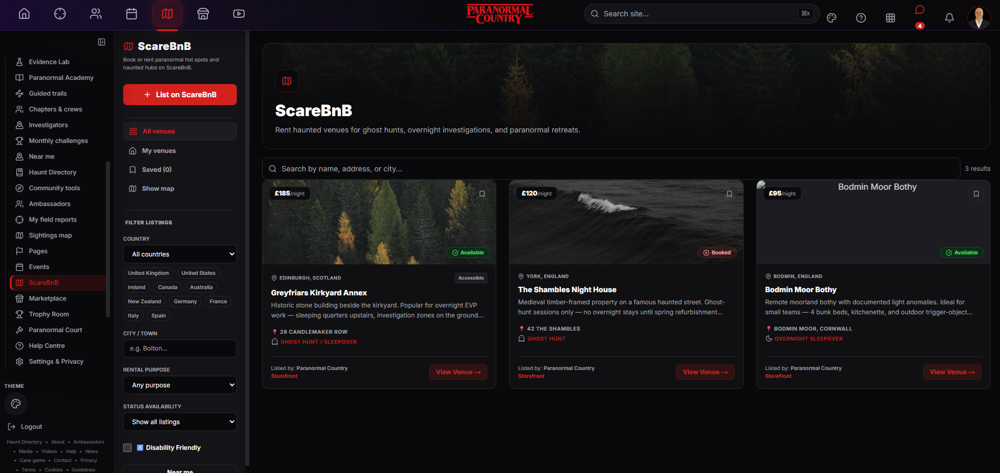 PARANORMAL
COUNTRY
Search site...
⌘K
4
Evidence Lab
Paranormal Academy
Guided trails
Chapters & crews
Investigators
Monthly challenges
Near me
Haunt Directory
Community tools
Ambassadors
My field reports
Sightings map
Pages
Events
ScareBnB
Marketplace
Trophy Room
Paranormal Court
Help Centre
Settings & Privacy
THEME
Logout
Haunt Directory • About • Ambassadors
• Media • Videos • Help • News
• Case game • Contact • Privacy
• Terms • Cookies • Guidelines
ScareBnB
Book or rent paranormal hot spots and
haunted hubs on ScareBnB.
+ List on ScareBnB
All venues
My venues
Saved (0)
Show map
FILTER LISTINGS
COUNTRY
All countries
United Kingdom United States
Ireland Canada Australia
New Zealand Germany France
Italy Spain
CITY / TOWN
e.g. Bolton...
RENTAL PURPOSE
Any purpose
STATUS AVAILABILITY
Show all listings
♿ Disability Friendly
Near me
ScareBnB
Rent haunted venues for ghost hunts, overnight investigations, and paranormal retreats.
Search by name, address, or city...
3 results
£185/night
Available
EDINBURGH, SCOTLAND
Accessible
Greyfriars Kirkyard Annex
Historic stone building beside the kirkyard. Popular for overnight EVP
work — sleeping quarters upstairs, investigation zones on the ground...
📍 26 CANDLEMAKER ROW
GHOST HUNT / SLEEPOVER
Listed by: Paranormal Country
Storefront
View Venue →
£120/night
Booked
YORK, ENGLAND
The Shambles Night House
Medieval timber-framed property on a famous haunted street. Ghost-
hunt sessions only — no overnight stays until spring refurbishment...
📍 42 THE SHAMBLES
GHOST HUNT
Listed by: Paranormal Country
Storefront
View Venue →
Bodmin Moor Bothy
£95/night
Available
BODMIN, ENGLAND
Bodmin Moor Bothy
Remote moorland bothy with documented light anomalies. Ideal for
small teams — 4 bunk beds, kitchenette, and outdoor trigger-object...
📍 BODMIN MOOR, CORNWALL
OVERNIGHT SLEEPOVER
Listed by: Paranormal Country
Storefront
View Venue →